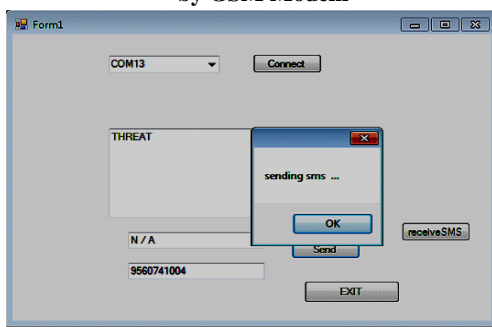 by GSM Modem
Form1
COM13
Connect
THREAT
sending sms ...
OK
N / A
Send
receiveSMS
9560741004
EXIT